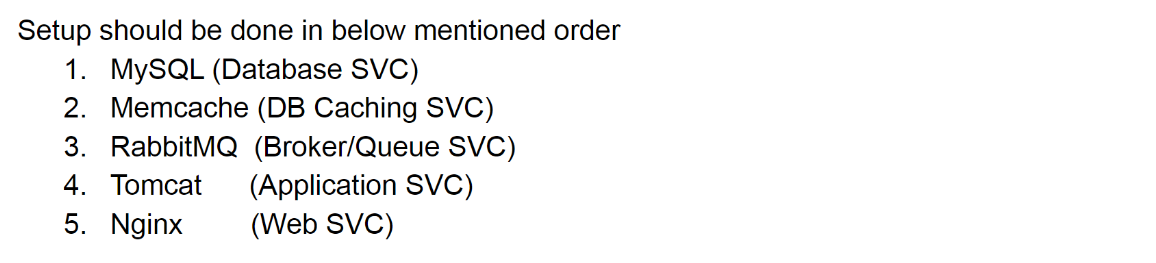 Setup should be done in below mentioned order
1. MySQL (Database SVC)
2. Memcache (DB Caching SVC)
3. RabbitMQ (Broker/Queue SVC)
4. Tomcat (Application SVC)
5. Nginx (Web SVC)